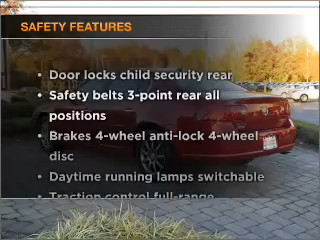 SAFETY FEATURES
• Door locks child security rear
• Safety belts 3-point rear all
positions
• Brakes 4-wheel anti-lock 4-wheel
disc
• Daytime running lamps switchable
• Traction control full-range